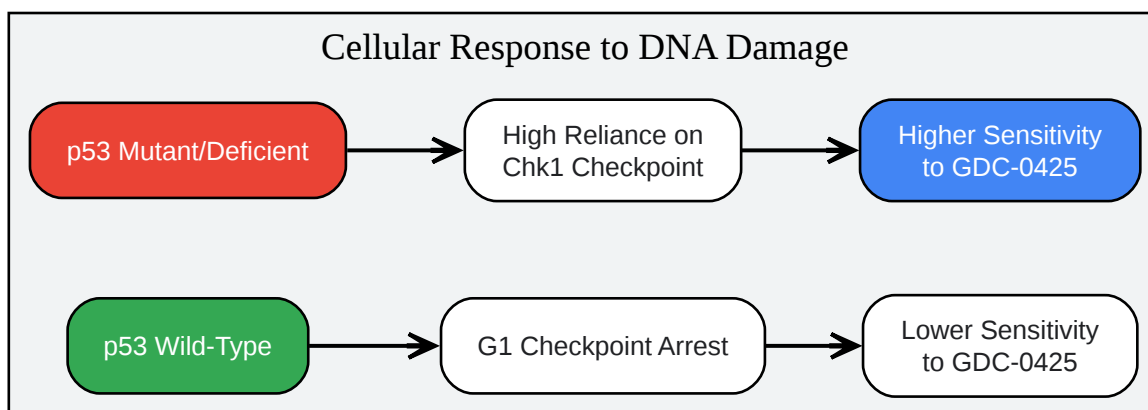 Cellular Response to DNA Damage
p53 Mutant/Deficient
High Reliance on
Chk1 Checkpoint
Higher Sensitivity
to GDC-0425
p53 Wild-Type
G1 Checkpoint Arrest
Lower Sensitivity
to GDC-0425